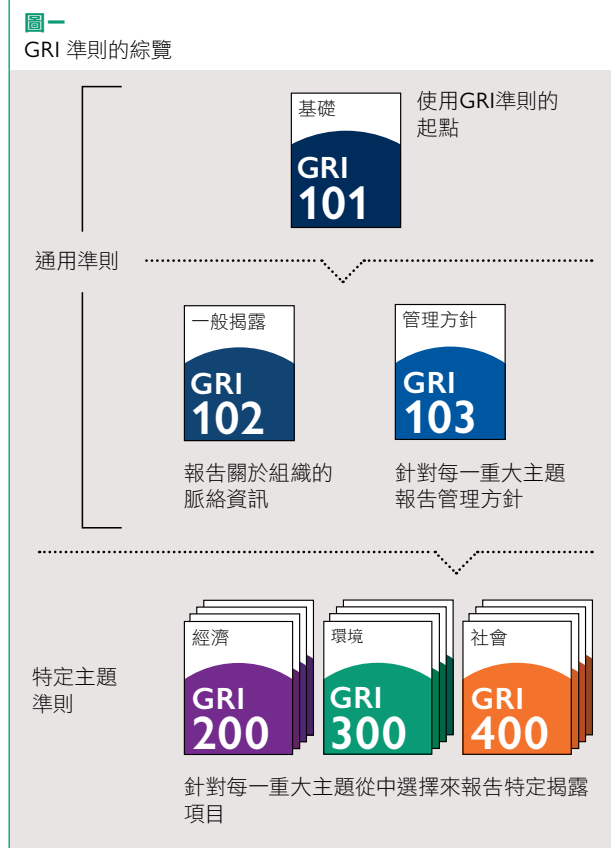 圖一
GRI 準則的綜覽
基礎
GRI
101
使用GRI準則的
起點
通用準則
一般揭露
GRI
102
報告關於組織的
脈絡資訊
管理方針
GRI
103
針對每一重大主題
報告管理方針
特定主題
準則
經濟
GRI
200
環境
GRI
300
社會
GRI
400
針對每一重大主題從中選擇來報告特定揭露
項目